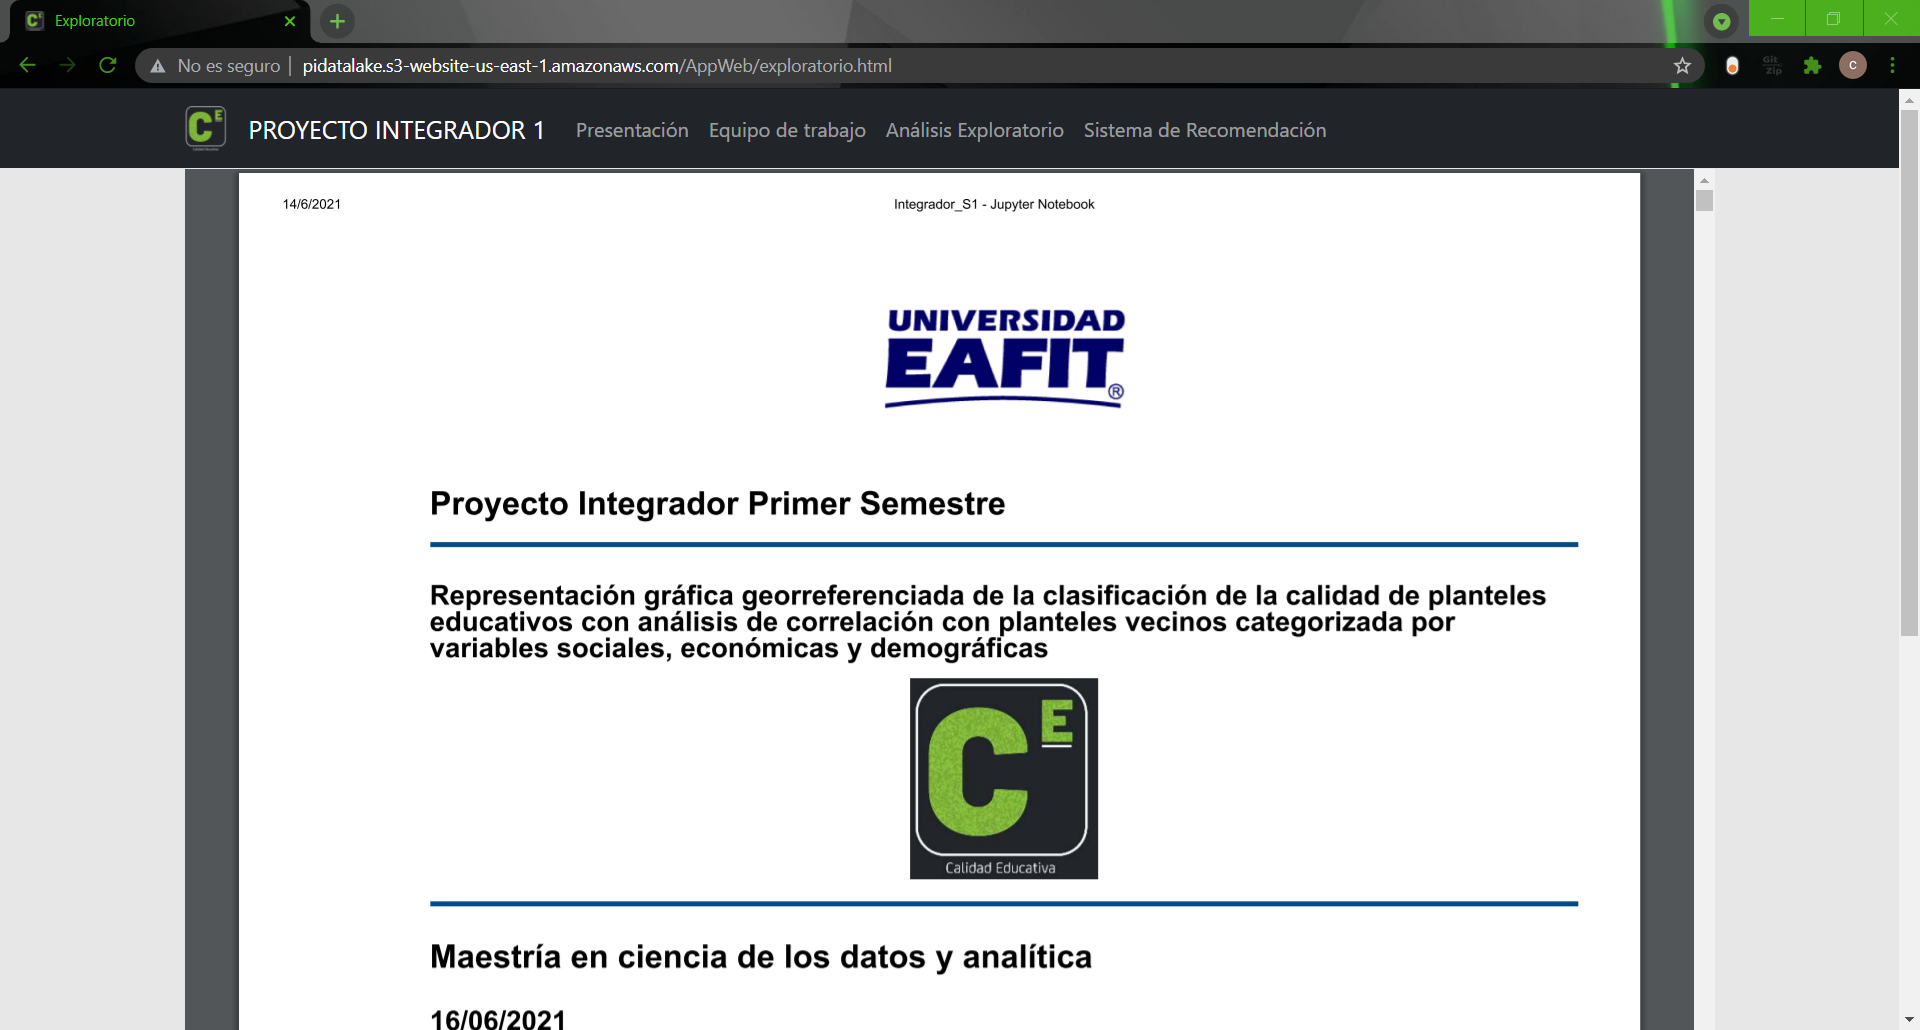 Exploratorio
No es seguro | pidatalake.s3-website-us-east-1.amazonaws.com/AppWeb/exploratorio.html
Git
Zip
C
CE
PROYECTO INTEGRADOR 1 Presentación Equipo de trabajo Análisis Exploratorio Sistema de Recomendación
14/6/2021 Integrador_S1 - Jupyter Notebook
UNIVERSIDAD
EAFIT®
Proyecto Integrador Primer Semestre
Representación gráfica georreferenciada de la clasificación de la calidad de planteles
educativos con análisis de correlación con planteles vecinos categorizada por
variables sociales, económicas y demográficas
CE
Calidad Educativa
Maestría en ciencia de los datos y analítica
16/06/2021